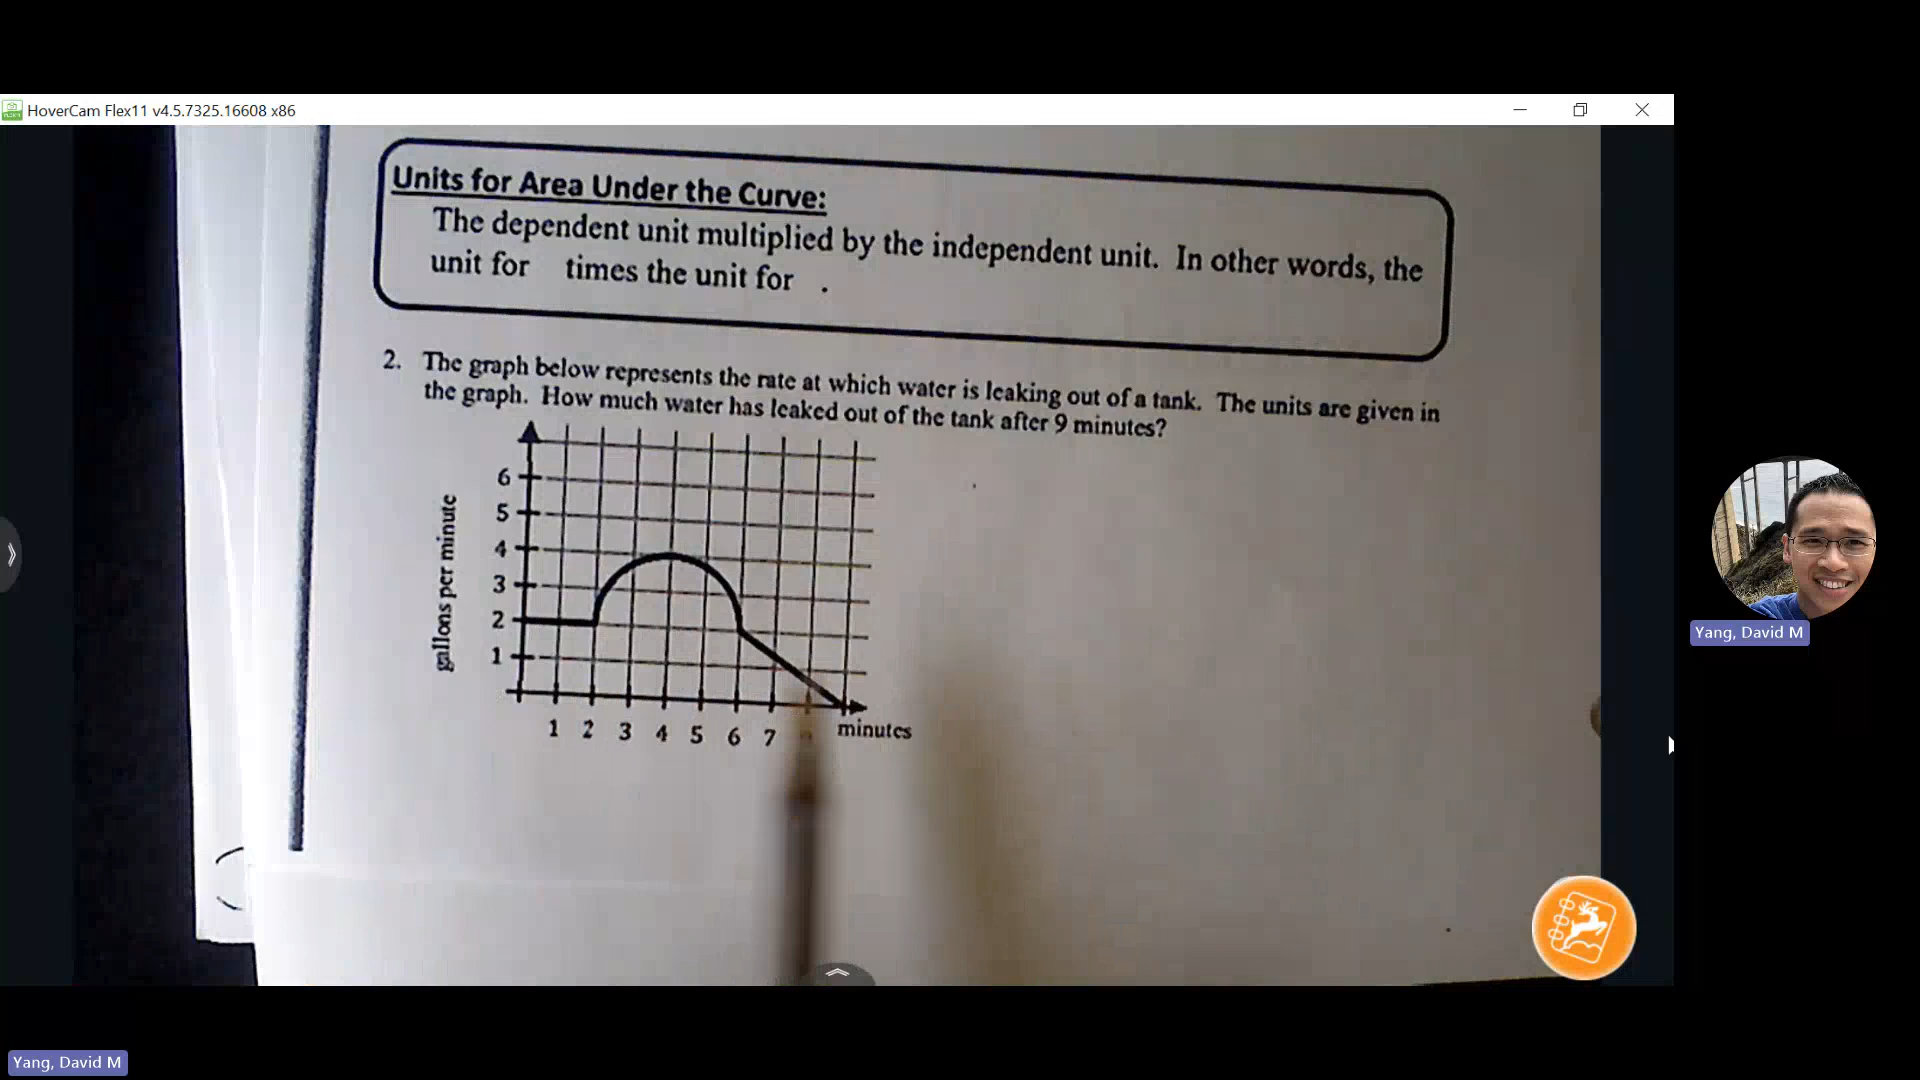 HoverCam Flex11 v4.5.7325.16608 x86
Units for Area Under the Curve:
The dependent unit multiplied by the independent unit. In other words, the
unit for times the unit for .
2. The graph below represents the rate at which water is leaking out of a tank. The units are given in
the graph. How much water has leaked out of the tank after 9 minutes?
gallons per minute
6
5
4
3
2
1
1 2 3 4 5 6 7
minutes
Yang, David M
Yang, David M